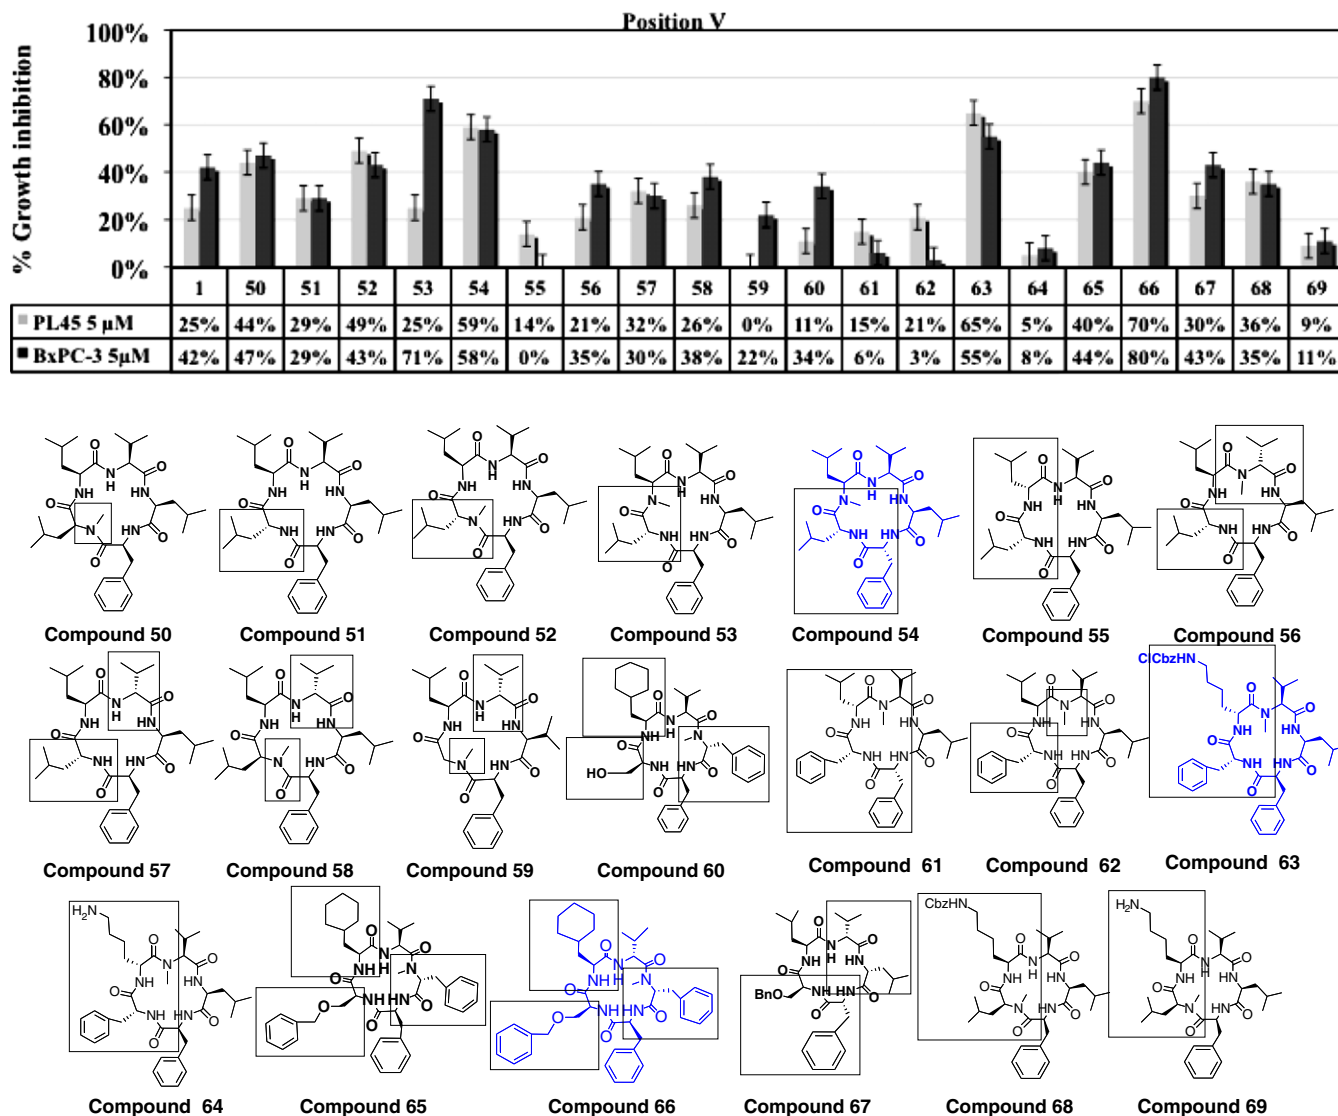 Position V
% Growth inhibition
100%
80%
60%
40%
20%
0%
1 50 51 52 53 54 55 56 57 58 59 60 61 62 63 64 65 66 67 68 69
PL45 5 µM 25% 44% 29% 49% 25% 59% 14% 21% 32% 26% 0% 11% 15% 21% 65% 5% 40% 70% 30% 36% 9%
BxPC-3 5µM 42% 47% 29% 43% 71% 58% 0% 35% 30% 38% 22% 34% 6% 3% 55% 8% 44% 80% 43% 35% 11%
Compound 50 Compound 51 Compound 52 Compound 53 Compound 54 Compound 55 Compound 56
ClCbzHN
HO
Compound 57 Compound 58 Compound 59 Compound 60 Compound 61 Compound 62 Compound 63
H2N
CbzHN
H2N
BnO
Compound 64 Compound 65 Compound 66 Compound 67 Compound 68 Compound 69